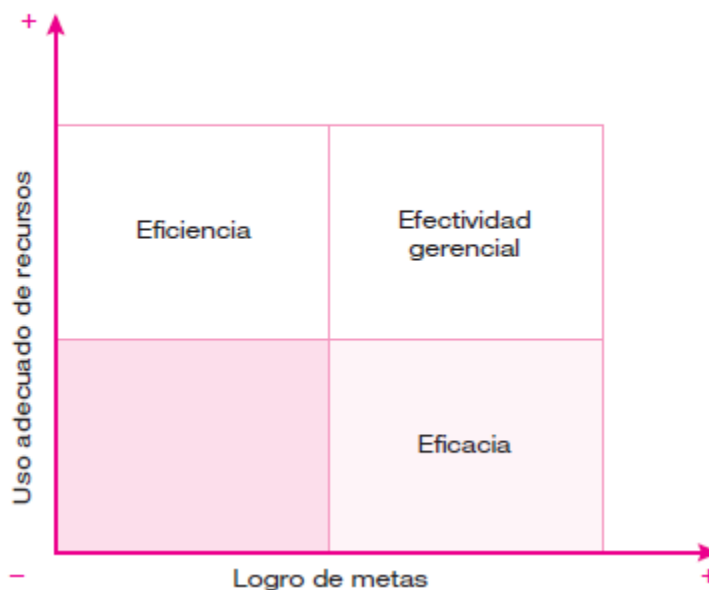 +
Uso adecuado de recursos
Eficiencia
Efectividad
gerencial
Eficacia
–
Logro de metas
+